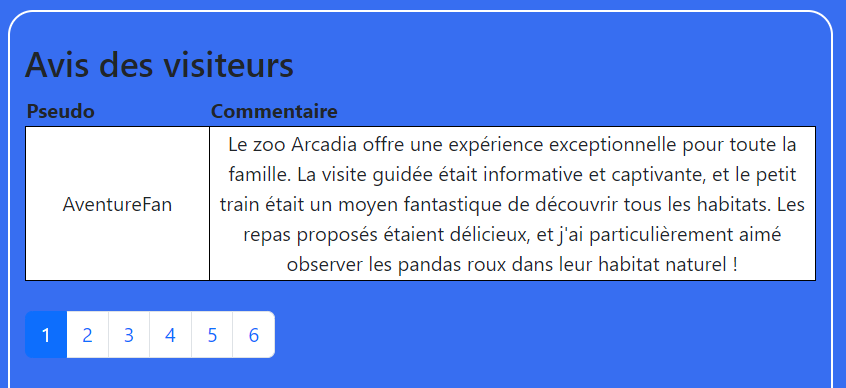 Avis des visiteurs
Pseudo Commentaire
AventureFan
Le zoo Arcadia offre une expérience exceptionnelle pour toute la
famille. La visite guidée était informative et captivante, et le petit
train était un moyen fantastique de découvrir tous les habitats. Les
repas proposés étaient délicieux, et j'ai particulièrement aimé
observer les pandas roux dans leur habitat naturel !
1 2 3 4 5 6